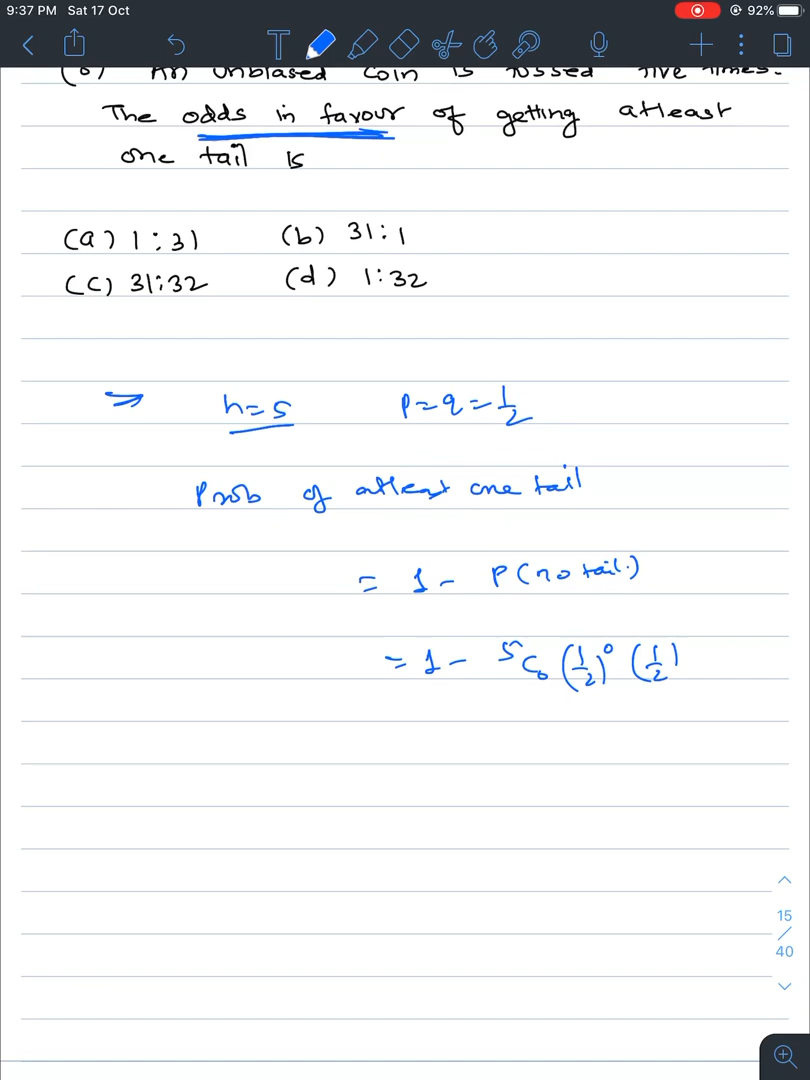 9:37 PM Sat 17 Oct 92%
An unbiased coin is tossed five times.
The odds in favour of getting atleast
one tail is
(a) 1:31 (b) 31:1
(c) 31:32 (d) 1:32
⇒ n=5 p=q=1/2
Prob of atleast one tail
= 1 - P(no tail.)
= 1 - ⁵C₀ (1/2)⁰ (1/2)
15
/
40